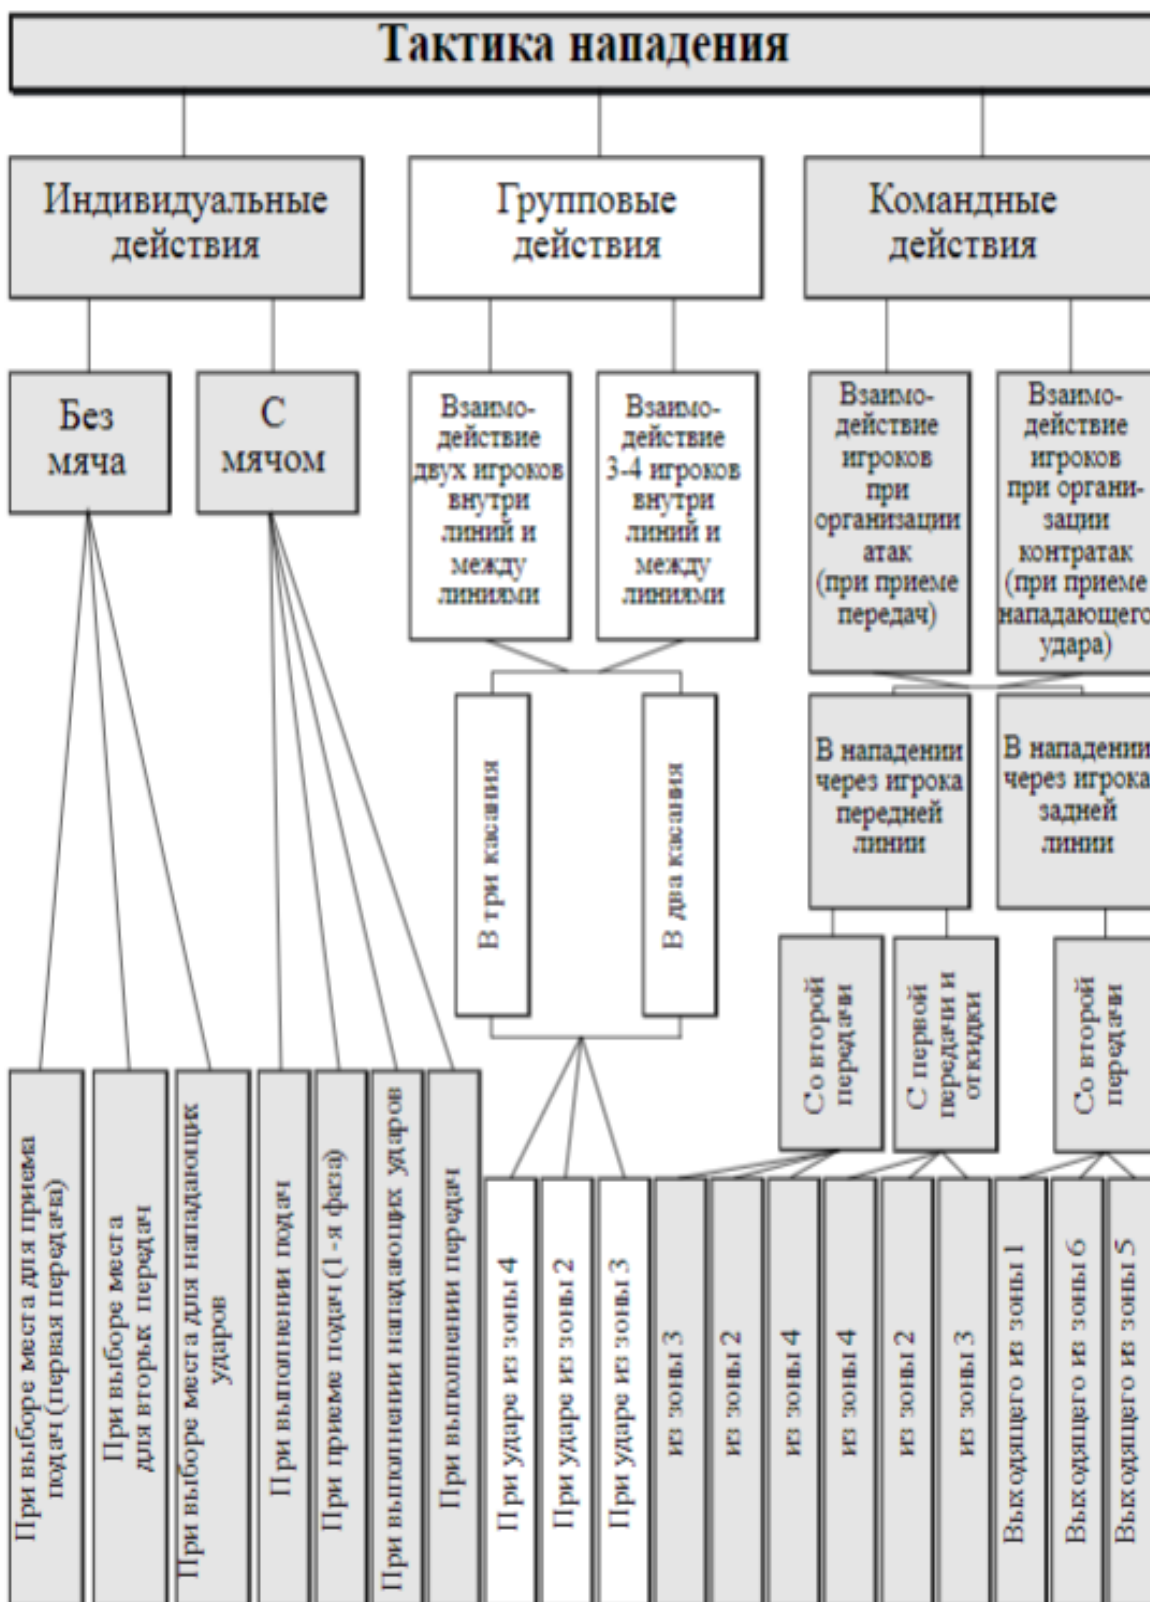 Тактика нападения
Индивидуальные
действия
Групповые
действия
Командные
действия
Без
мяча
С
мячом
Взаимо-
действие
двух игроков
внутри
линий и
между
линиями
Взаимо-
действие
3-4 игроков
внутри
линий и
между
линиями
Взаимо-
действие
игроков
при
организации
атак
(при приеме
передач)
Взаимо-
действие
игроков
при органи-
зации
контратак
(при приеме
нападающего
удара)
В три касания
В два касания
В нападении
через игрока
передней
линии
В нападении
через игрока
задней
линии
Со второй
передачи
С первой
передачи и
откидки
Со второй
передачи
При выборе места для приема
подач (первая передача)
При выборе места
для вторых передач
При выборе места для нападающих
ударов
При выполнении подач
При приеме подач (1-я фаза)
При выполнении нападающих ударов
При выполнении передач
При ударе из зоны 4
При ударе из зоны 2
При ударе из зоны 3
из зоны 3
из зоны 2
из зоны 4
из зоны 4
из зоны 2
из зоны 3
Выходящего из зоны 1
Выходящего из зоны 6
Выходящего из зоны 5